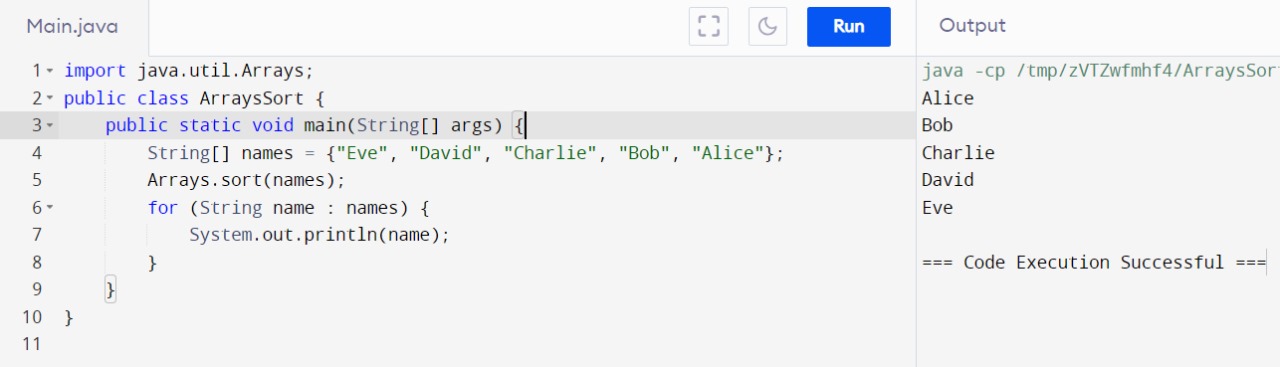 Main.java
Run
1 import java.util.Arrays;
2 public class ArraysSort {
3     public static void main(String[] args) {
4         String[] names = {"Eve", "David", "Charlie", "Bob", "Alice"};
5         Arrays.sort(names);
6         for (String name : names) {
7             System.out.println(name);
8         }
9     }
10 }
11
Output
java -cp /tmp/zVTZwfmhf4/ArraysSor
Alice
Bob
Charlie
David
Eve
=== Code Execution Successful ===